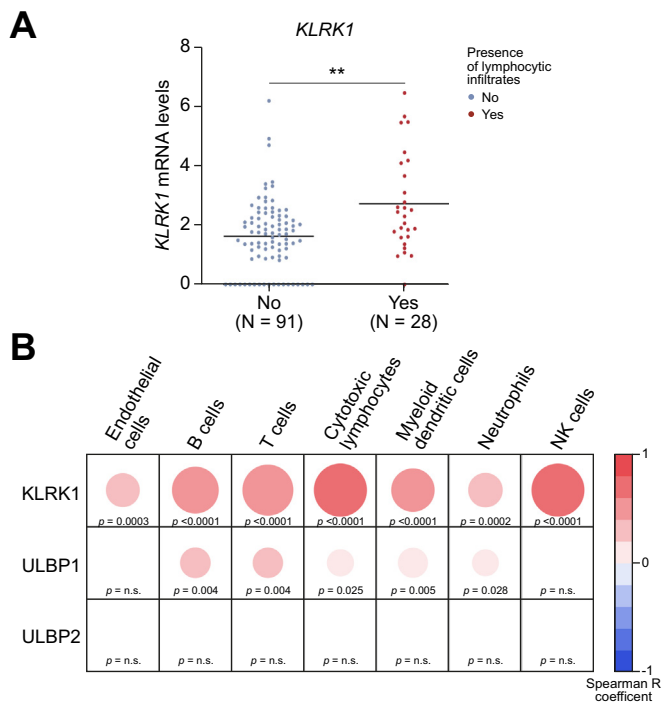 A
KLRK1
8
6
4
2
0
KLRK1 mRNA levels
**
Presence
of lymphocytic
infiltrates
No
Yes
No
(N = 91)
Yes
(N = 28)
B
Endothelial
cells
B cells
T cells
Cytotoxic
lymphocytes
Myeloid
dendritic cells
Neutrophils
NK cells
KLRK1
p = 0.0003 p <0.0001 p <0.0001 p <0.0001 p <0.0001 p = 0.0002 p <0.0001
ULBP1
p = n.s. p = 0.004 p = 0.004 p = 0.025 p = 0.005 p = 0.028 p = n.s.
ULBP2
p = n.s. p = n.s. p = n.s. p = n.s. p = n.s. p = n.s. p = n.s.
1
0
-1
Spearman R
coefficent